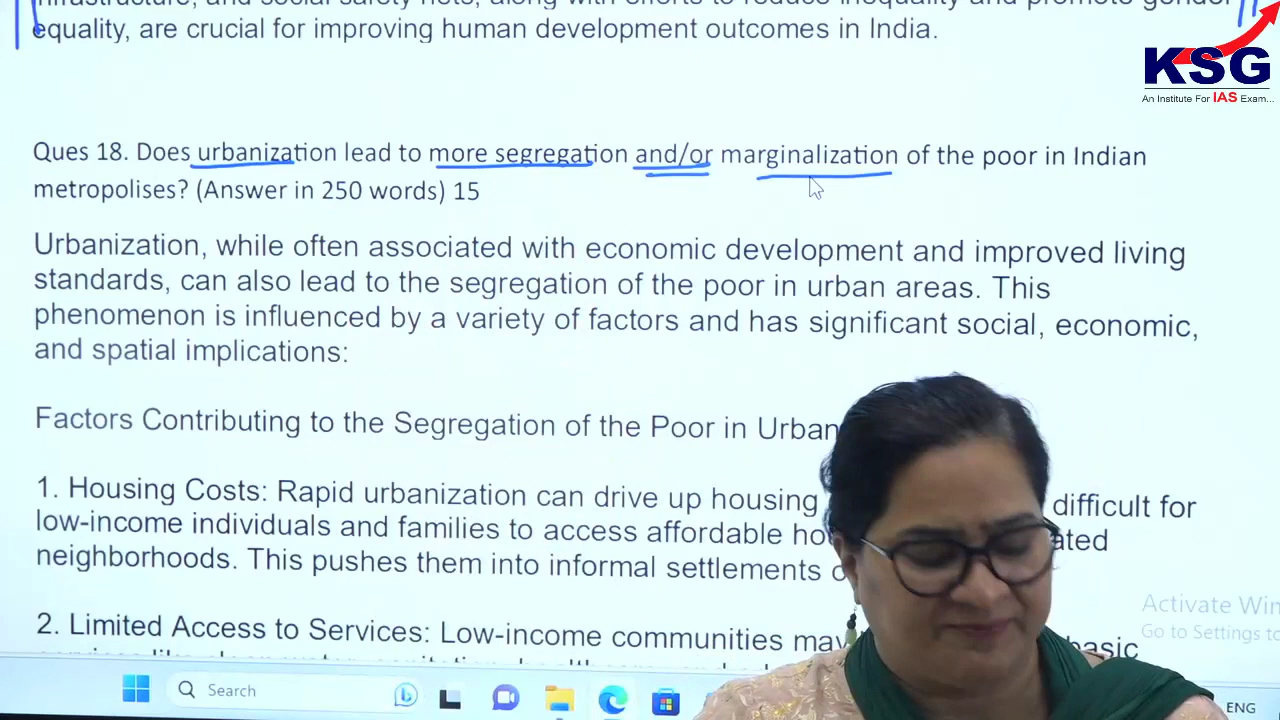 equality, are crucial for improving human development outcomes in India.
KSG
An Institute For IAS Exam...
Ques 18. Does urbanization lead to more segregation and/or marginalization of the poor in Indian
metropolises? (Answer in 250 words) 15
Urbanization, while often associated with economic development and improved living
standards, can also lead to the segregation of the poor in urban areas. This
phenomenon is influenced by a variety of factors and has significant social, economic,
and spatial implications:
Factors Contributing to the Segregation of the Poor in Urban
1. Housing Costs: Rapid urbanization can drive up housing difficult for
low-income individuals and families to access affordable
neighborhoods. This pushes them into informal settlements
2. Limited Access to Services: Low-income communities may basic
Activate Win
Go to Settings to
Search
ENG